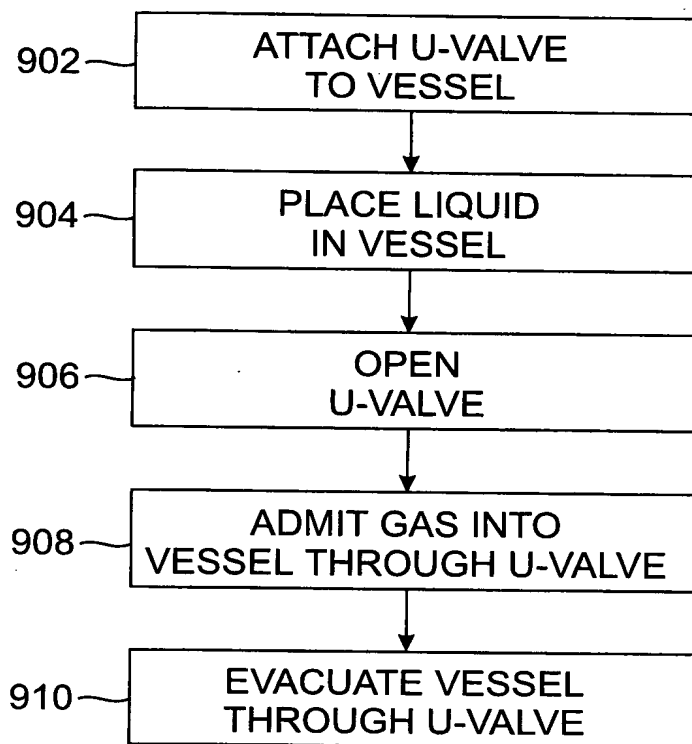 902
ATTACH U-VALVE
TO VESSEL
904
PLACE LIQUID
IN VESSEL
906
OPEN
U-VALVE
908
ADMIT GAS INTO
VESSEL THROUGH U-VALVE
910
EVACUATE VESSEL
THROUGH U-VALVE